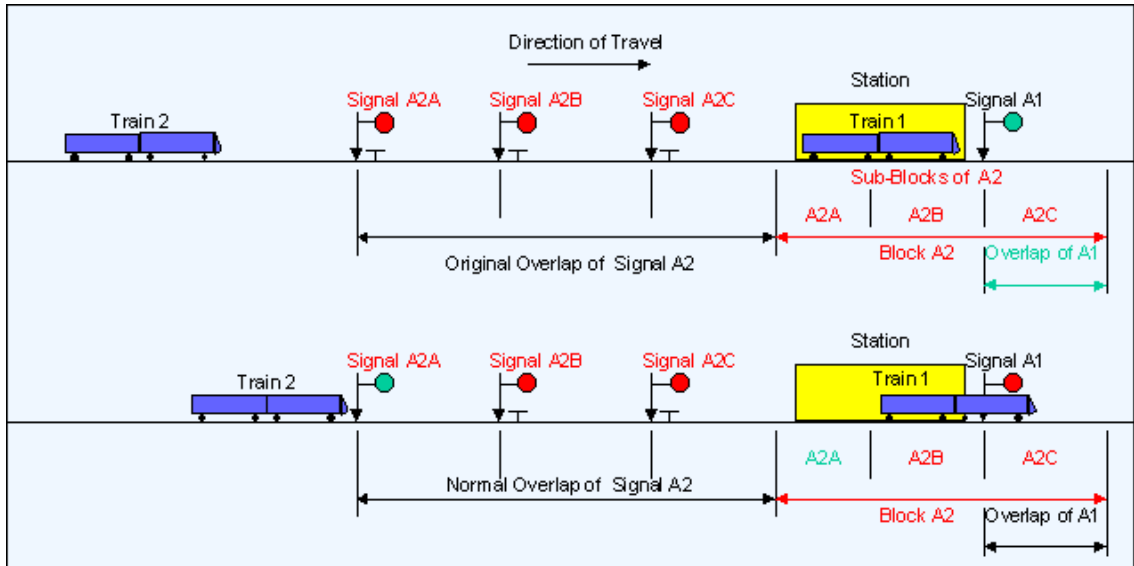 Direction of Travel
Station
Signal A2A Signal A2B Signal A2C Signal A1
Train 2 Train 1
Sub-Blocks of A2
A2A A2B A2C
Original Overlap of Signal A2 Block A2 Overlap of A1
Station
Signal A2A Signal A2B Signal A2C Signal A1
Train 2 Train 1
A2A A2B A2C
Normal Overlap of Signal A2 Block A2 Overlap of A1